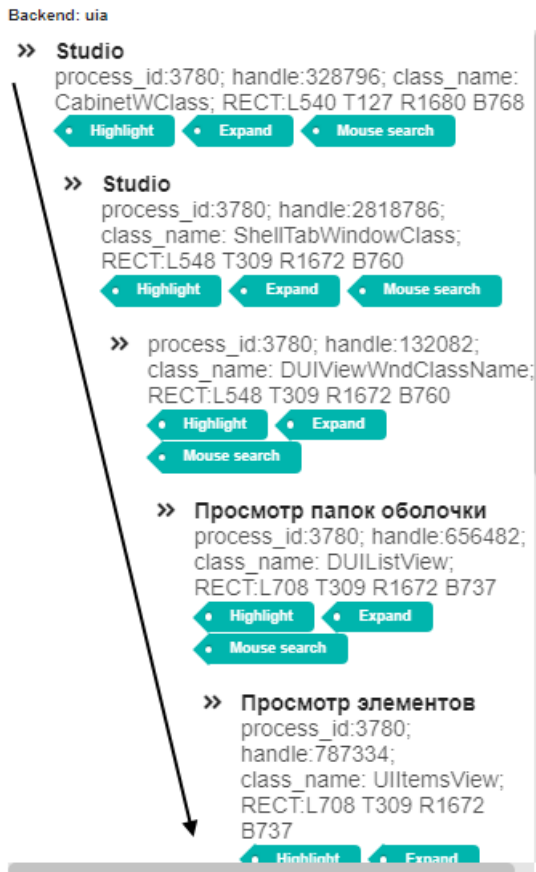 Backend: uia
Studio
process_id:3780; handle:328796; class_name:
CabinetWClass; RECT:L540 T127 R1680 B768
Highlight Expand Mouse search
Studio
process_id:3780; handle:2818786;
class_name: ShellTabWindowClass;
RECT:L548 T309 R1672 B760
Highlight Expand Mouse search
process_id:3780; handle:132082;
class_name: DUIViewWndClassName;
RECT:L548 T309 R1672 B760
Highlight Expand
Mouse search
Просмотр папок оболочки
process_id:3780; handle:656482;
class_name: DUIListView;
RECT:L708 T309 R1672 B737
Highlight Expand
Mouse search
Просмотр элементов
process_id:3780;
handle:787334;
class_name: UIItemsView;
RECT:L708 T309 R1672
B737
Highlight Expand